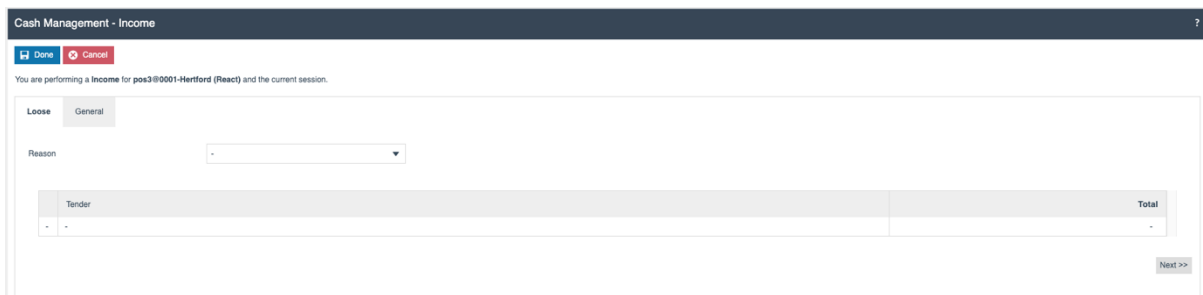 Cash Management - Income
?
Done Cancel
You are performing a Income for pos3@0001-Hertford (React) and the current session.
Loose General
Reason - 
Tender Total
- - -
Next >>